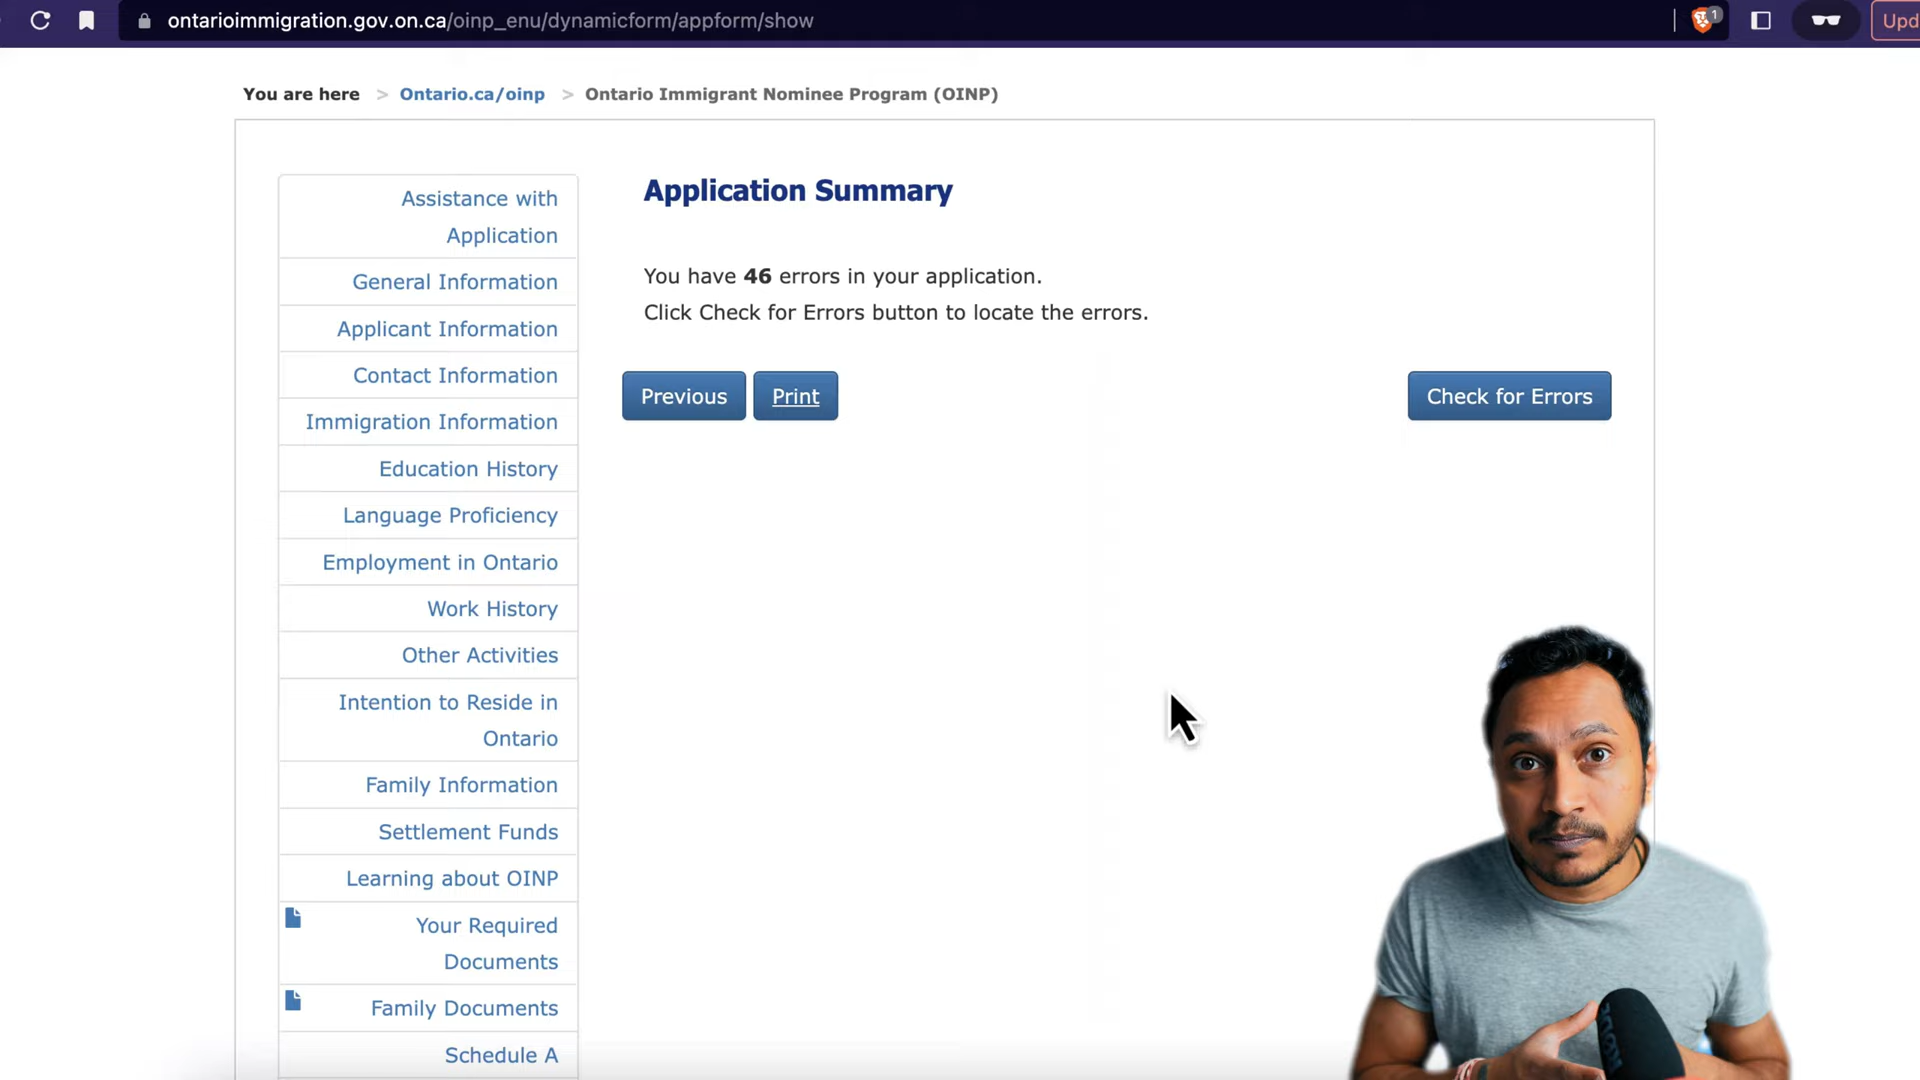 ontarioimmigration.gov.on.ca/oinp_enu/dynamicform/appform/show
1
Upd
You are here > Ontario.ca/oinp > Ontario Immigrant Nominee Program (OINP)
Assistance with
Application
General Information
Applicant Information
Contact Information
Immigration Information
Education History
Language Proficiency
Employment in Ontario
Work History
Other Activities
Intention to Reside in
Ontario
Family Information
Settlement Funds
Learning about OINP
Your Required
Documents
Family Documents
Schedule A
Application Summary
You have 46 errors in your application.
Click Check for Errors button to locate the errors.
Previous
Print
Check for Errors